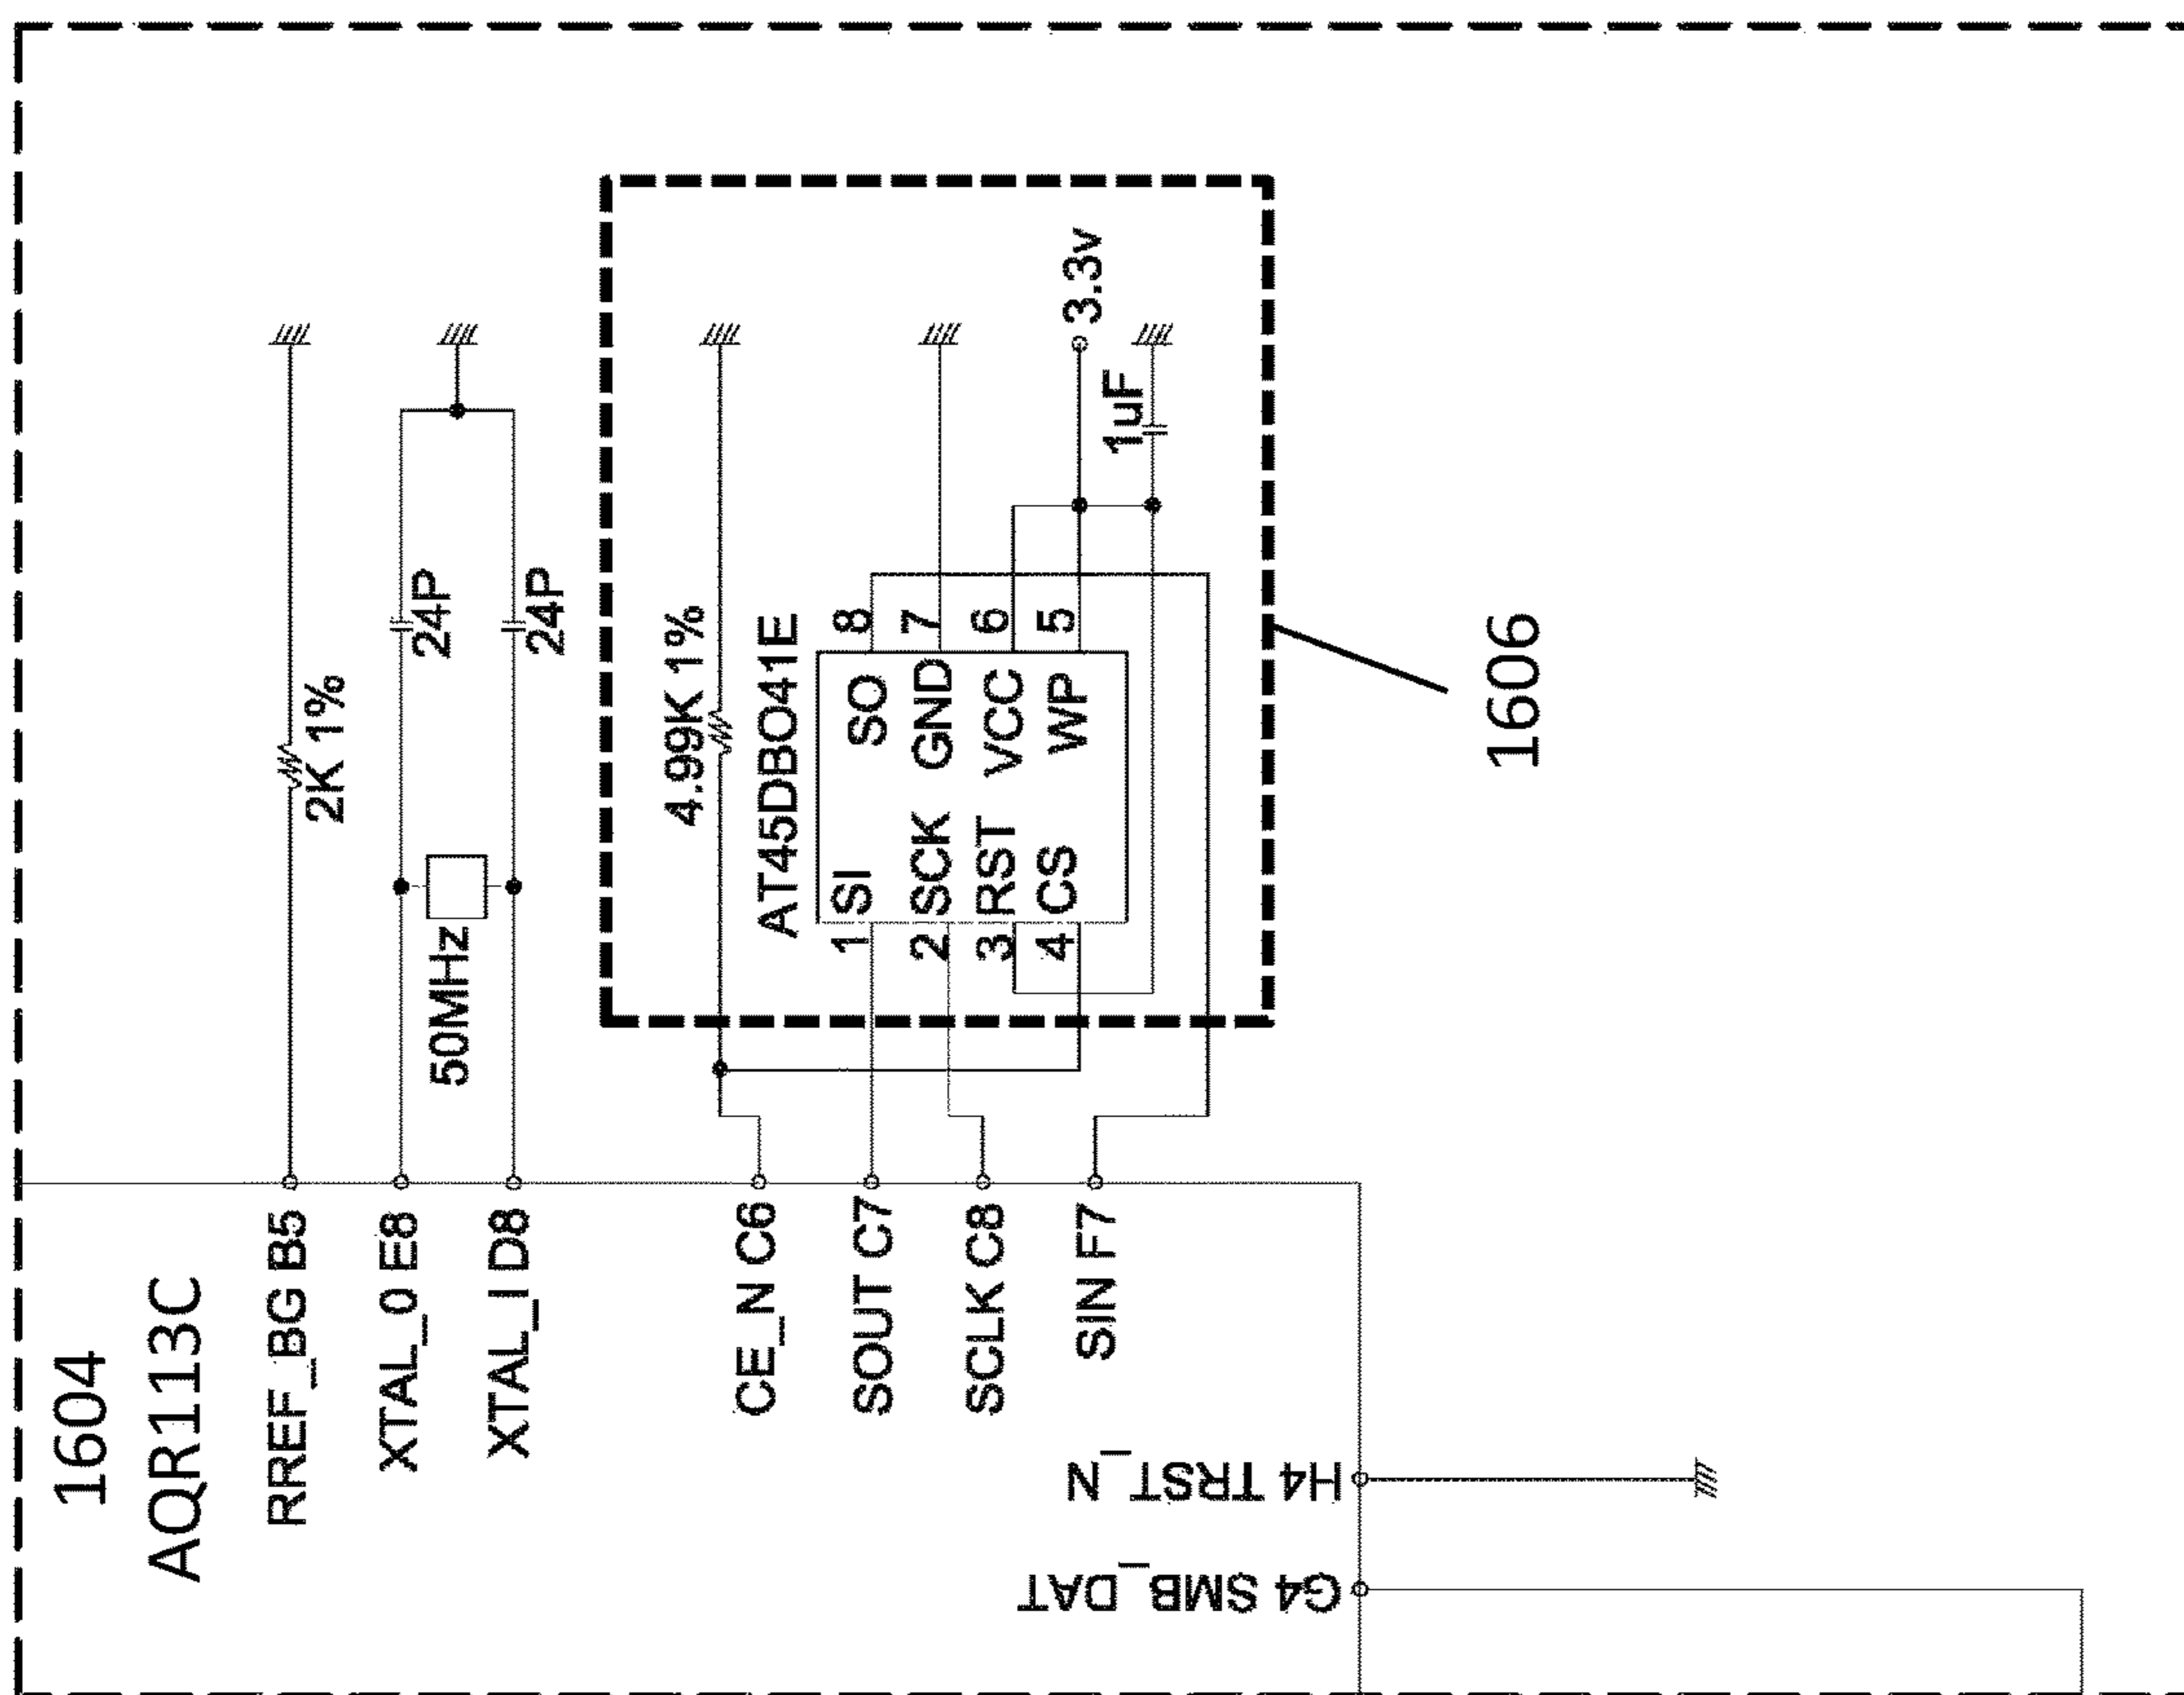 1604
AQR113C
RREF_BG B5
2K 1%
XTAL_0 E8
24P
50MHz
XTAL_I D8
24P
4.99K 1%
CE_N C6
AT45DBO41E
SOUT C7
1 SI
SO 8
SCLK C8
2 SCK
GND 7
3 RST
VCC 6
4 CS
WP 5
SIN F7
3.3v
1uF
1606
H4 TRST_N
G4 SMB_DAT